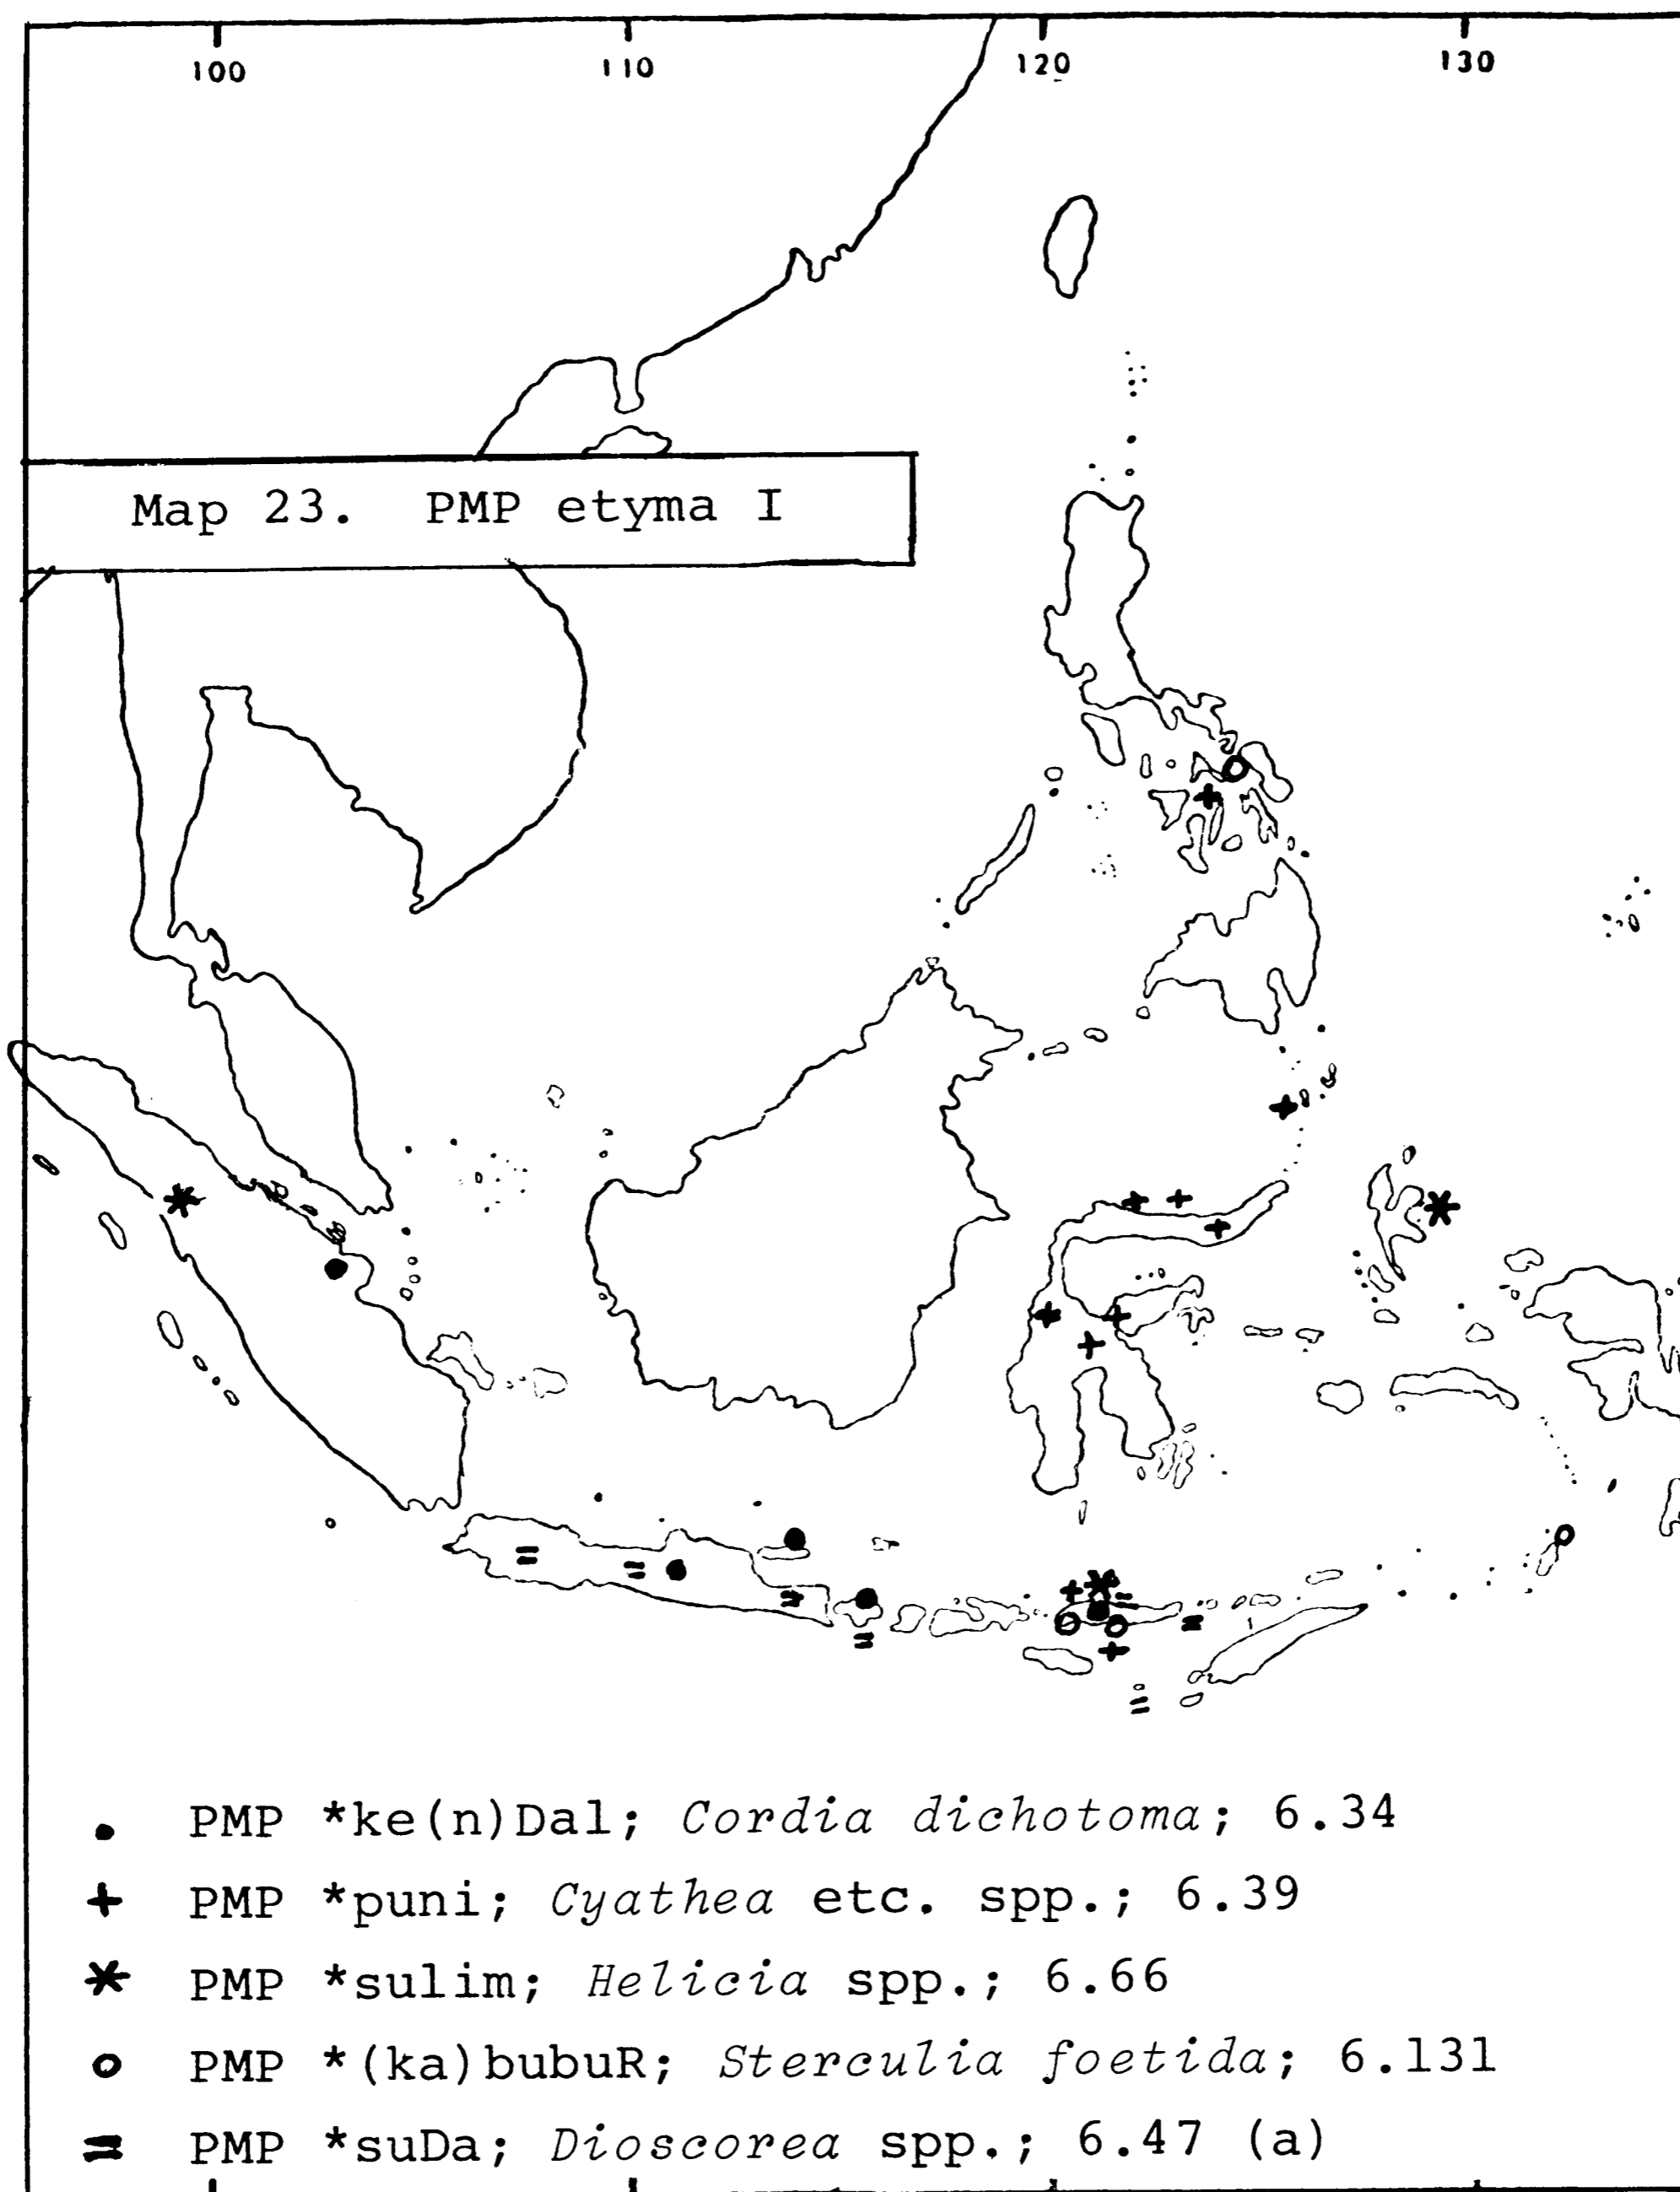 100 110 120 130
Map 23. PMP etyma I
• PMP *ke(n)Dal; Cordia dichotoma; 6.34
+ PMP *puni; Cyathea etc. spp.; 6.39
* PMP *sulim; Helicia spp.; 6.66
o PMP *(ka)bubuR; Sterculia foetida; 6.131
= PMP *suDa; Dioscorea spp.; 6.47 (a)